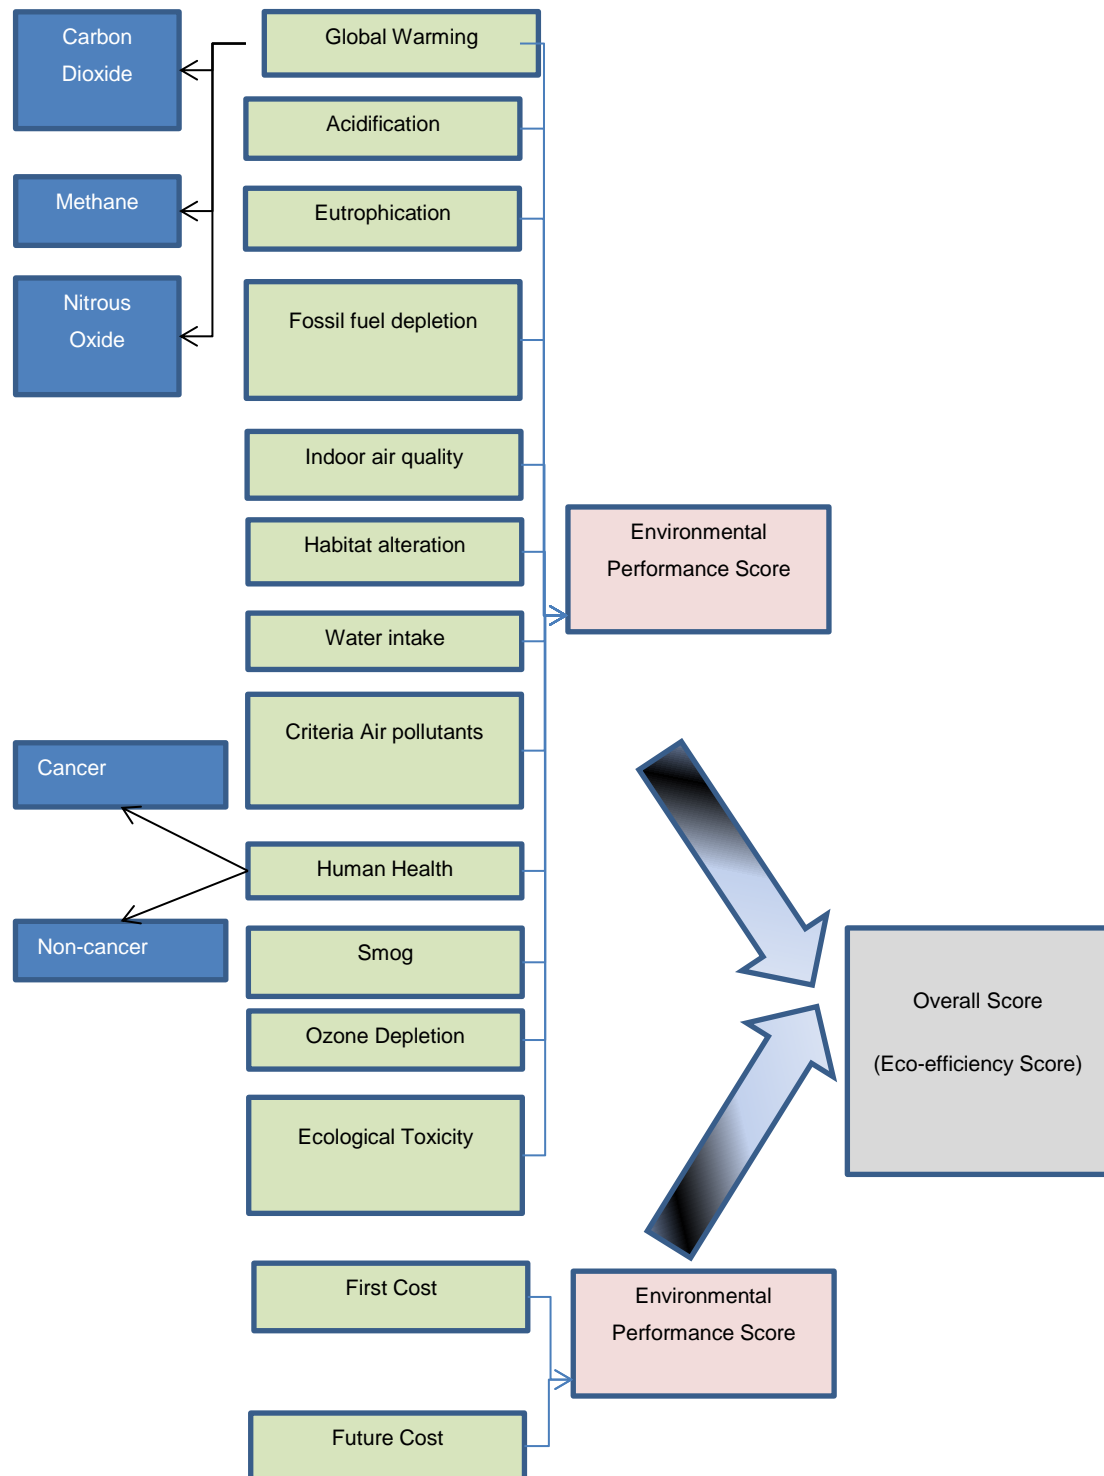 Carbon
Dioxide
Global Warming
Acidification
Methane
Eutrophication
Nitrous
Oxide
Fossil fuel depletion
Indoor air quality
Habitat alteration
Environmental
Performance Score
Water intake
Criteria Air pollutants
Cancer
Human Health
Non-cancer
Smog
Ozone Depletion
Overall Score
(Eco-efficiency Score)
Ecological Toxicity
First Cost
Environmental
Performance Score
Future Cost